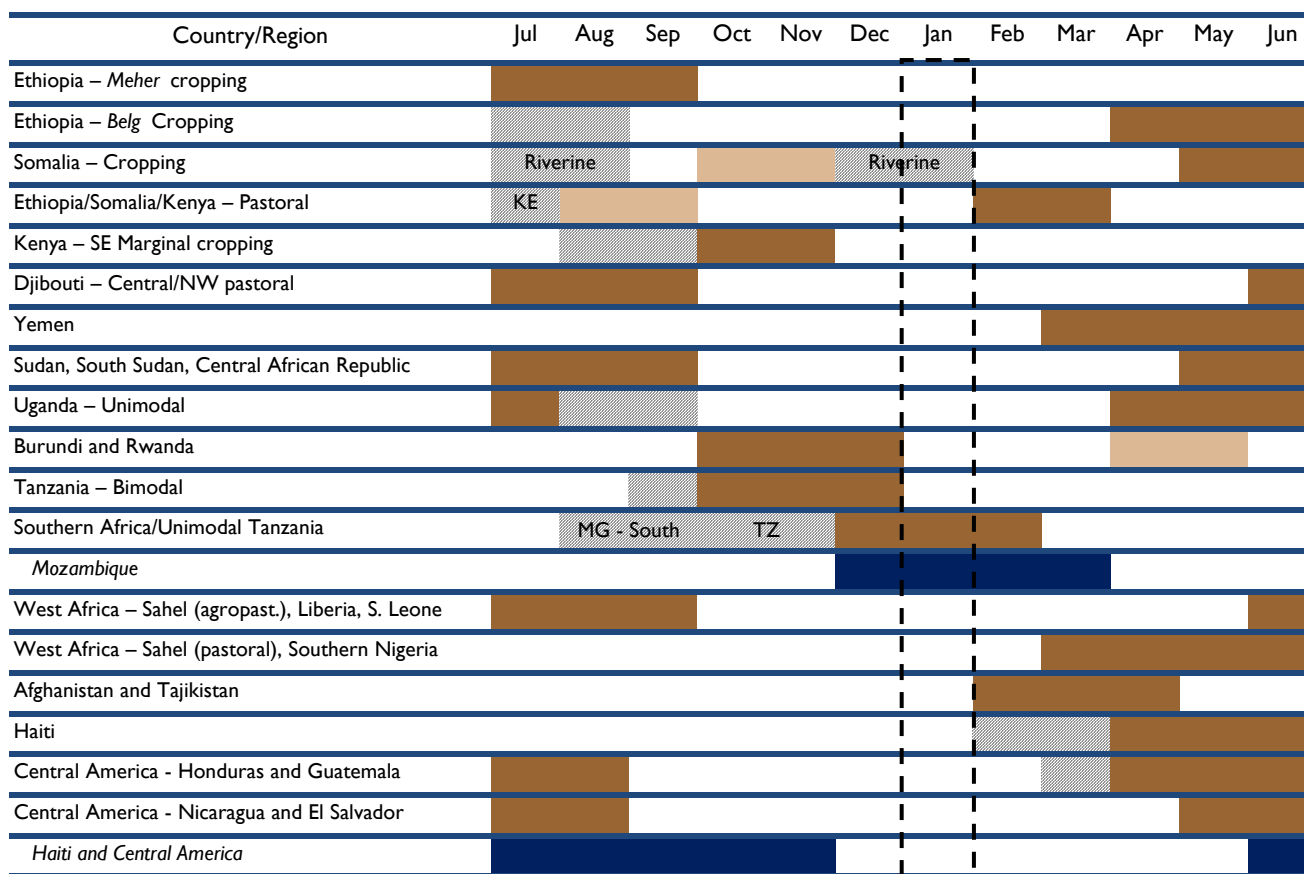 Country/Region Jul Aug Sep Oct Nov Dec Jan Feb Mar Apr May Jun
Ethiopia – Meher cropping
Ethiopia – Belg Cropping
Somalia – Cropping Riverine Riverine
Ethiopia/Somalia/Kenya – Pastoral KE
Kenya – SE Marginal cropping
Djibouti – Central/NW pastoral
Yemen
Sudan, South Sudan, Central African Republic
Uganda – Unimodal
Burundi and Rwanda
Tanzania – Bimodal
Southern Africa/Unimodal Tanzania MG - South TZ
Mozambique
West Africa – Sahel (agropast.), Liberia, S. Leone
West Africa – Sahel (pastoral), Southern Nigeria
Afghanistan and Tajikistan
Haiti
Central America - Honduras and Guatemala
Central America - Nicaragua and El Salvador
Haiti and Central America